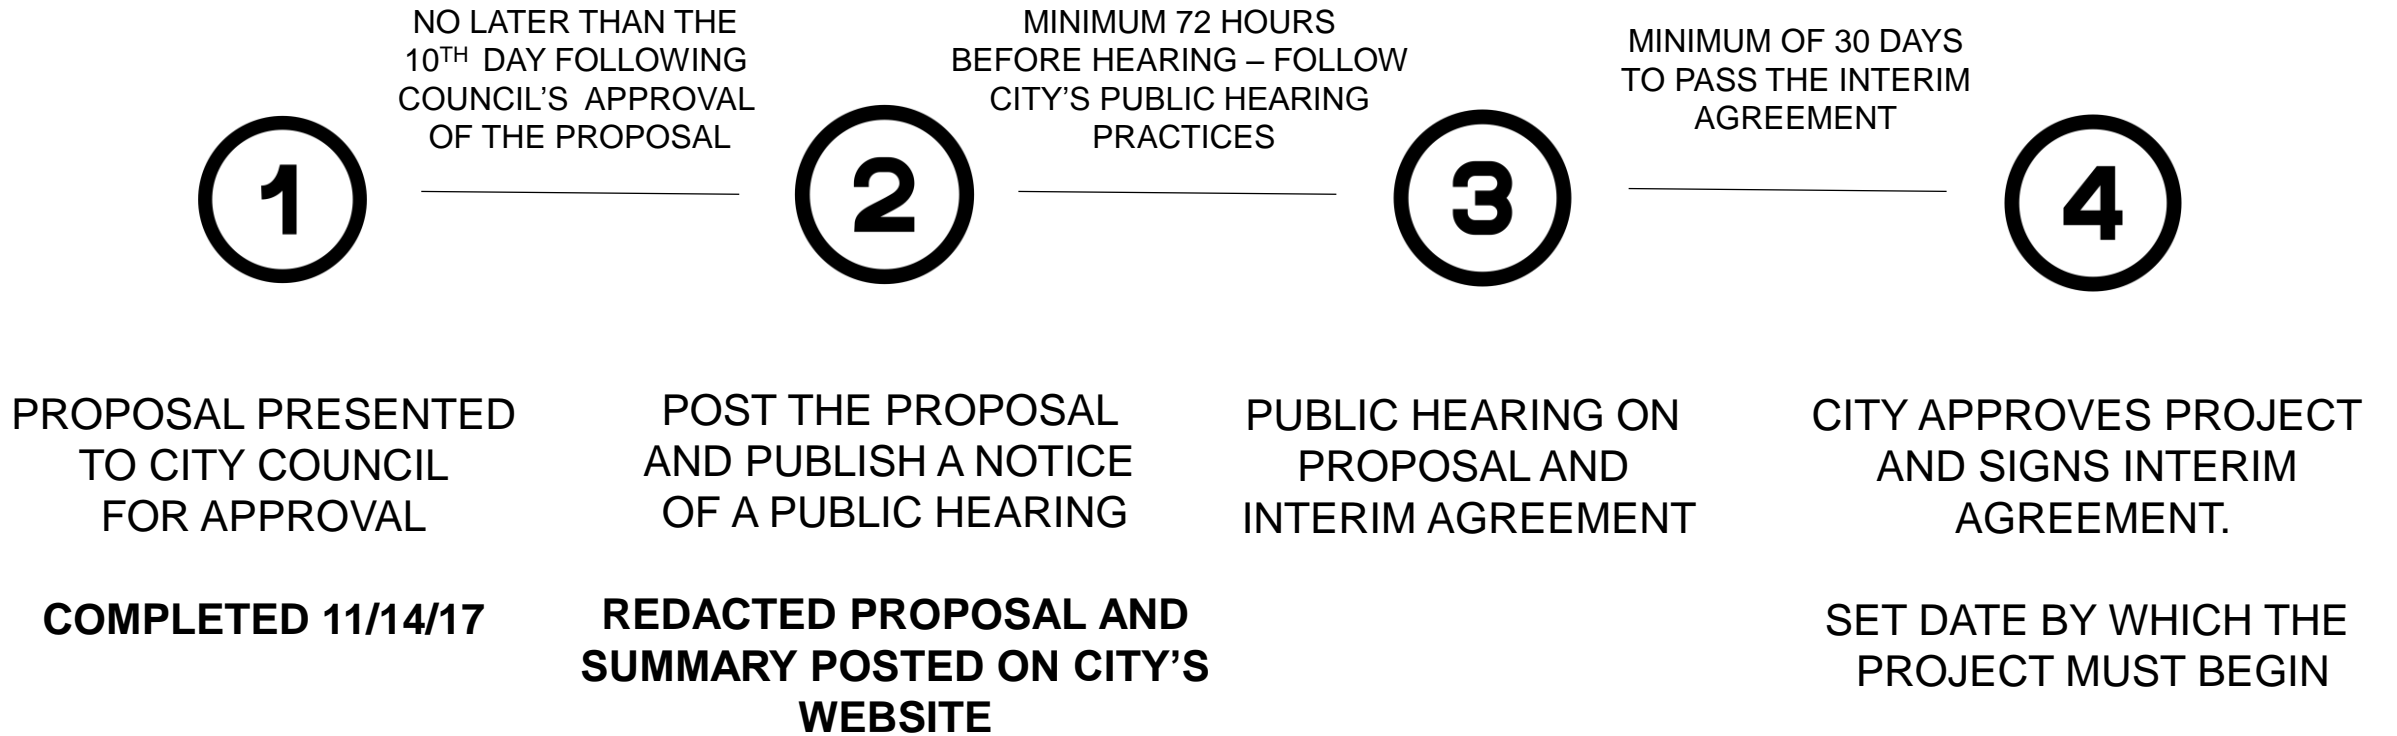 NO LATER THAN THE
10TH DAY FOLLOWING
COUNCIL'S APPROVAL
OF THE PROPOSAL
MINIMUM 72 HOURS
BEFORE HEARING – FOLLOW
CITY'S PUBLIC HEARING
PRACTICES
MINIMUM OF 30 DAYS
TO PASS THE INTERIM
AGREEMENT
1
2
3
4
PROPOSAL PRESENTED
TO CITY COUNCIL
FOR APPROVAL
COMPLETED 11/14/17
POST THE PROPOSAL
AND PUBLISH A NOTICE
OF A PUBLIC HEARING
REDACTED PROPOSAL AND
SUMMARY POSTED ON CITY'S
WEBSITE
PUBLIC HEARING ON
PROPOSAL AND
INTERIM AGREEMENT
CITY APPROVES PROJECT
AND SIGNS INTERIM
AGREEMENT.
SET DATE BY WHICH THE
PROJECT MUST BEGIN